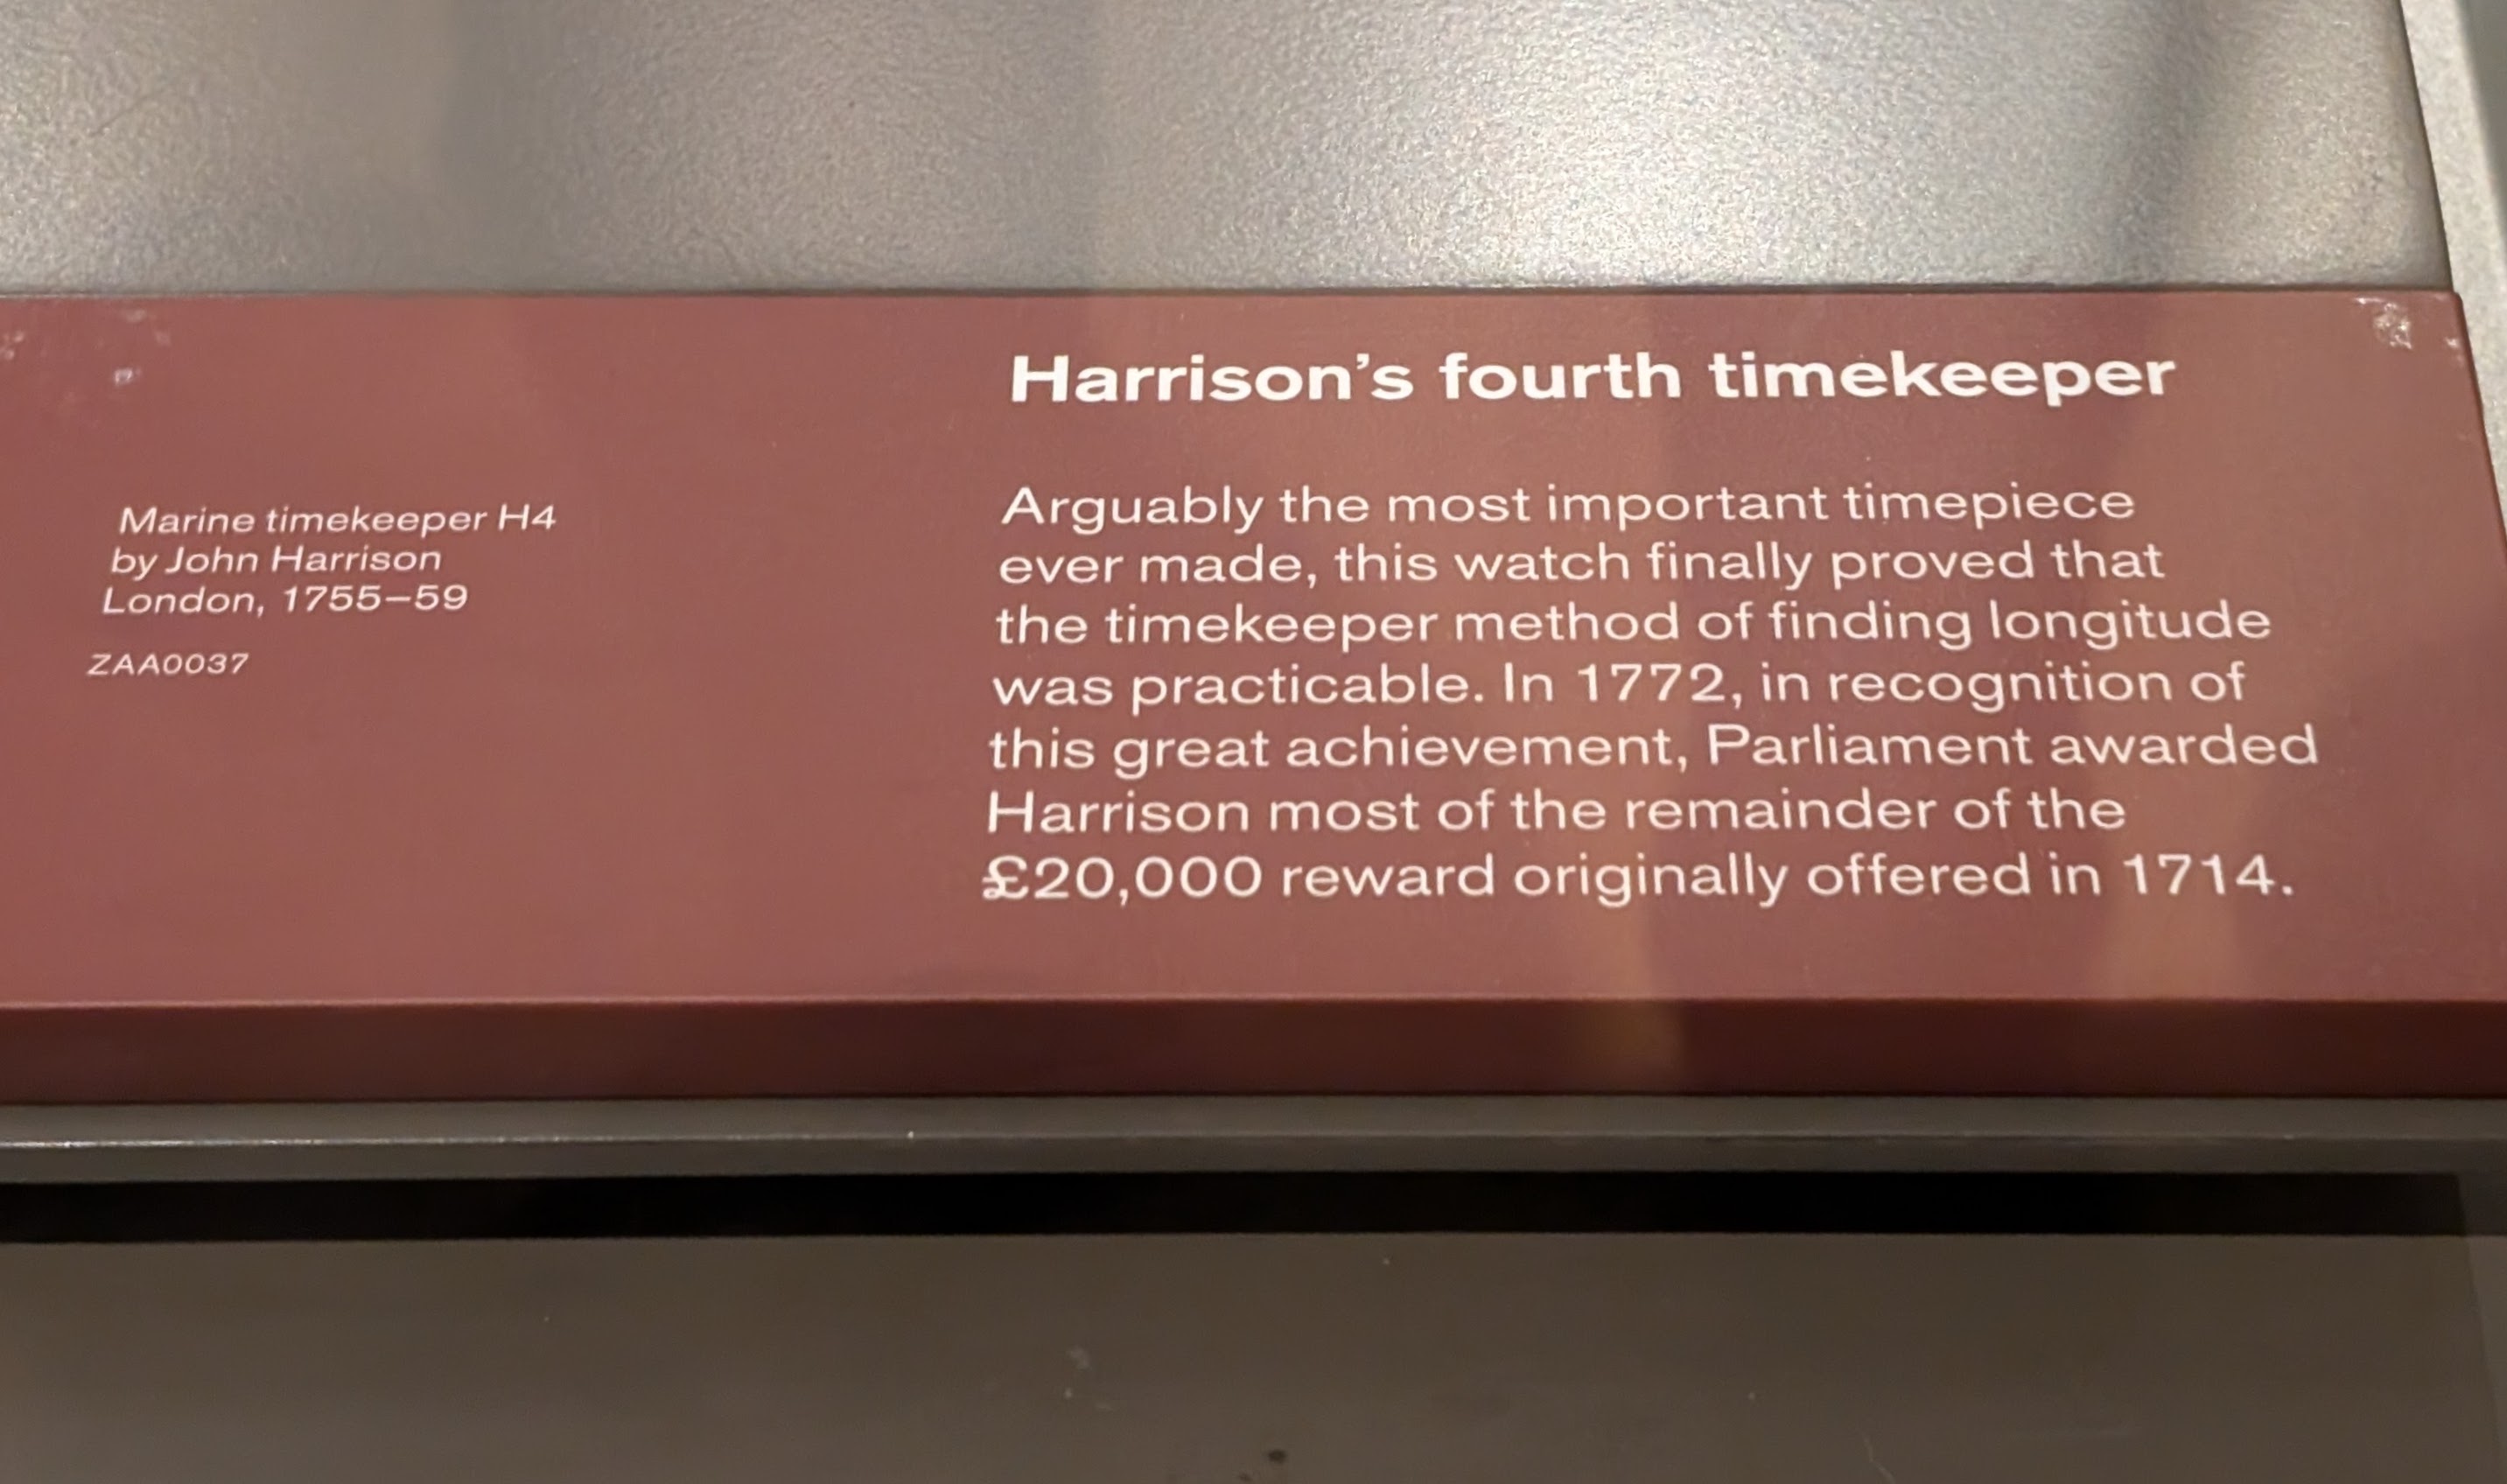 Harrison’s fourth timekeeper
Arguably the most important timepiece
ever made, this watch finally proved that
the timekeeper method of finding longitude
was practicable. In 1772, in recognition of
this great achievement, Parliament awarded
Harrison most of the remainder of the
£20,000 reward originally offered in 1714.
Marine timekeeper H4
by John Harrison
London, 1755–59
ZAA0037